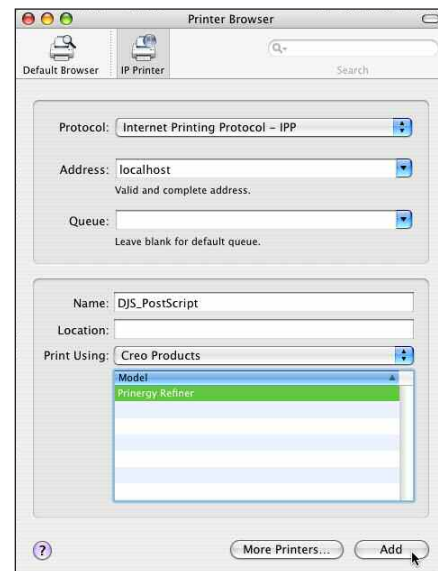 Printer Browser
Default Browser
IP Printer
Search
Protocol: Internet Printing Protocol – IPP
Address: localhost
Valid and complete address.
Queue:
Leave blank for default queue.
Name: DJS_PostScript
Location:
Print Using: Creo Products
Model
Prinergy Refiner
?
More Printers...
Add